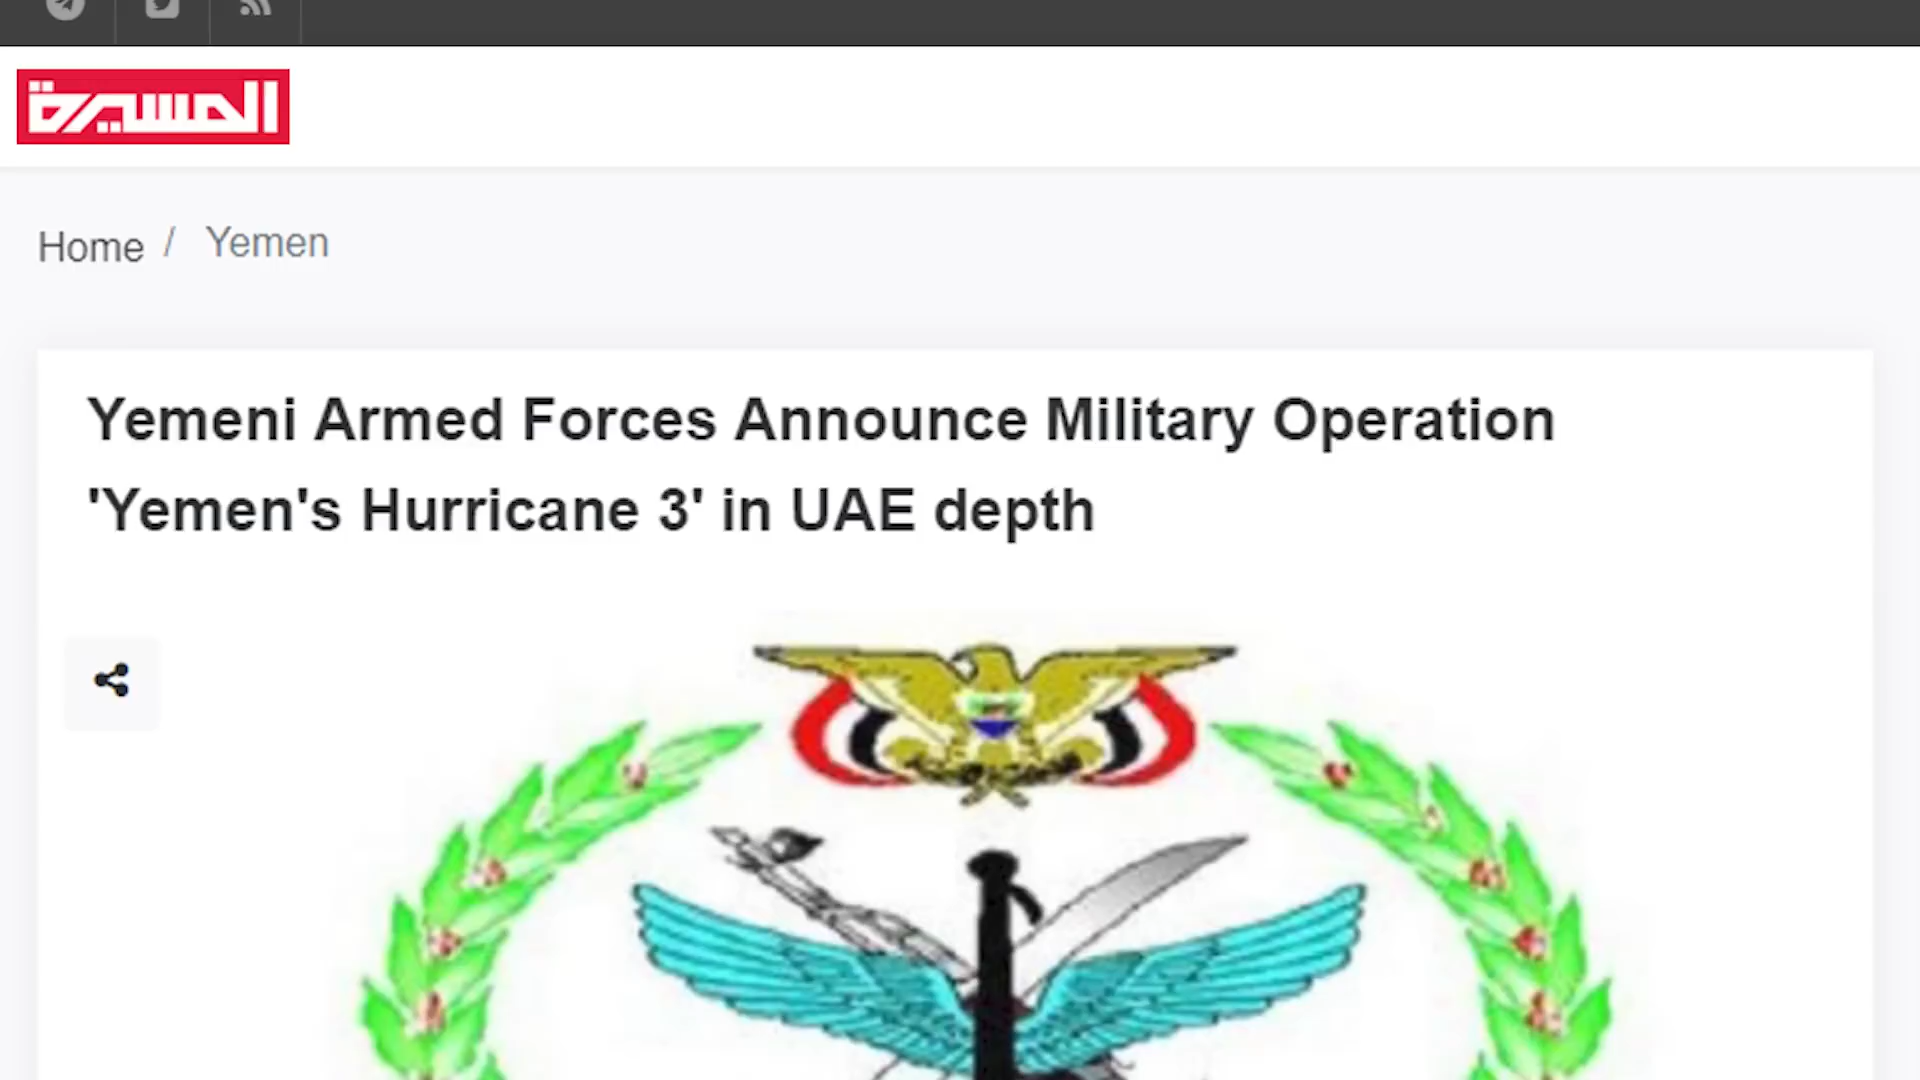 المسيرة
Home / Yemen
Yemeni Armed Forces Announce Military Operation
'Yemen's Hurricane 3' in UAE depth